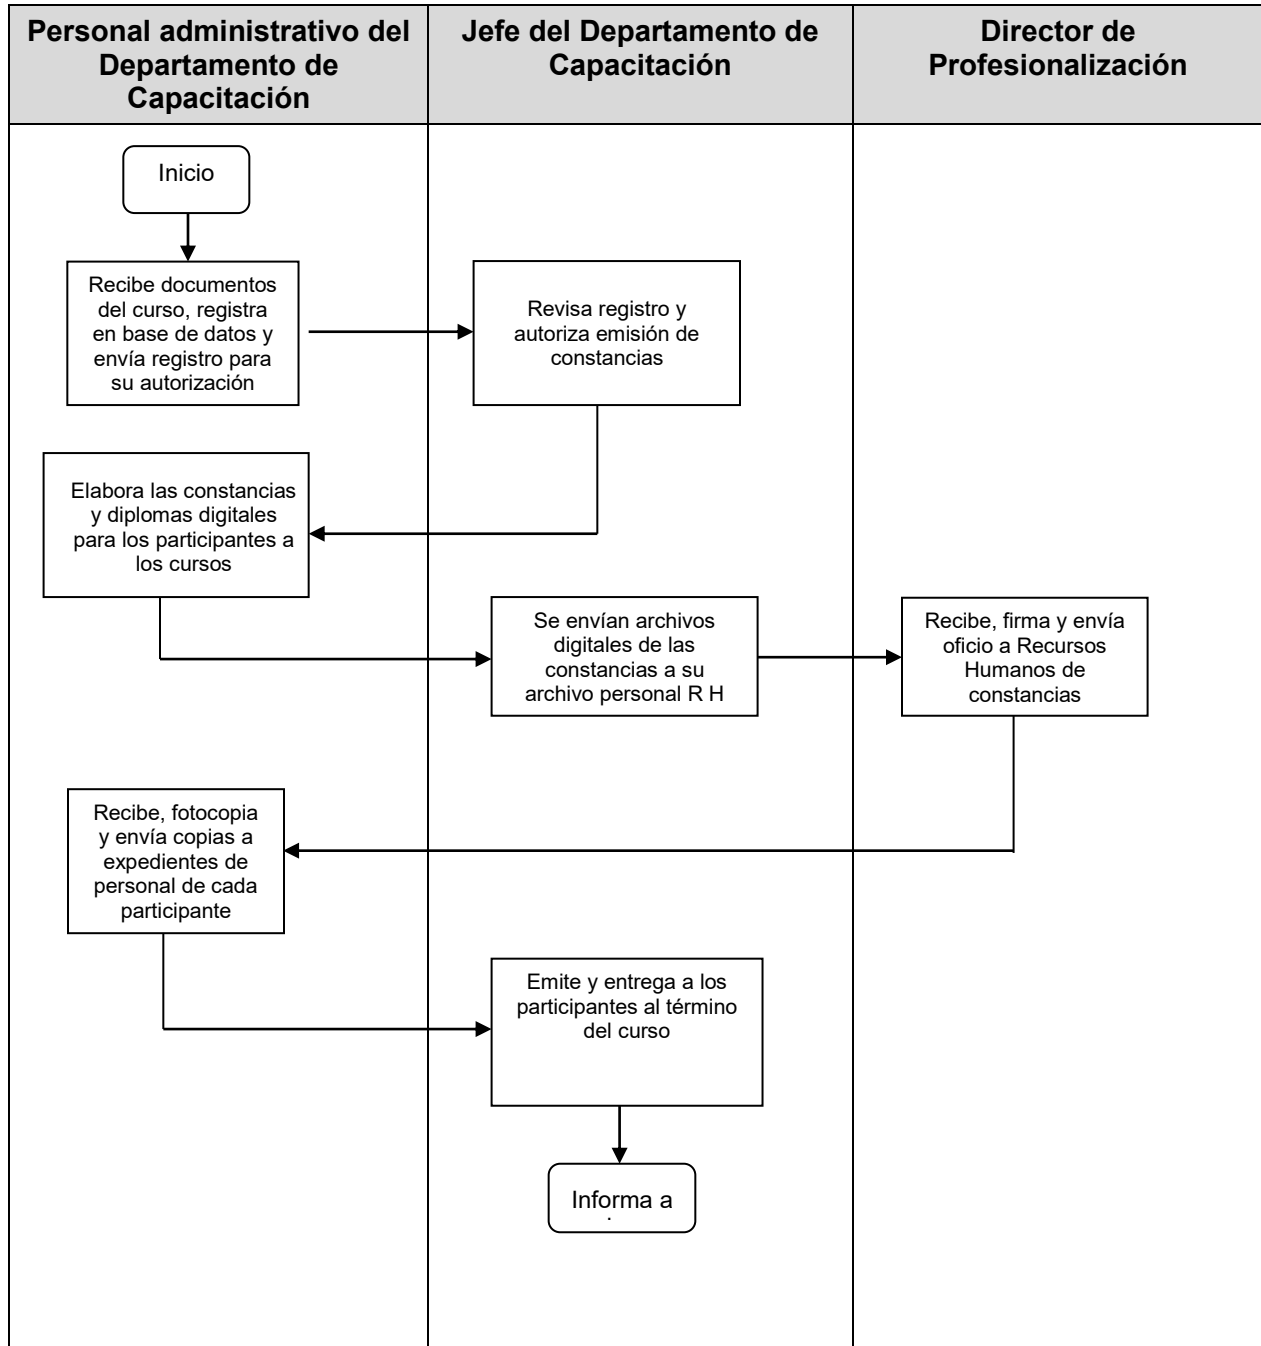 Personal administrativo del
Departamento de
Capacitación
Jefe del Departamento de
Capacitación
Director de
Profesionalización
Inicio
Recibe documentos
del curso, registra
en base de datos y
envía registro para
su autorización
Revisa registro y
autoriza emisión de
constancias
Elabora las constancias
y diplomas digitales
para los participantes a
los cursos
Se envían archivos
digitales de las
constancias a su
archivo personal R H
Recibe, firma y envía
oficio a Recursos
Humanos de
constancias
Recibe, fotocopia
y envía copias a
expedientes de
personal de cada
participante
Emite y entrega a los
participantes al término
del curso
Informa a